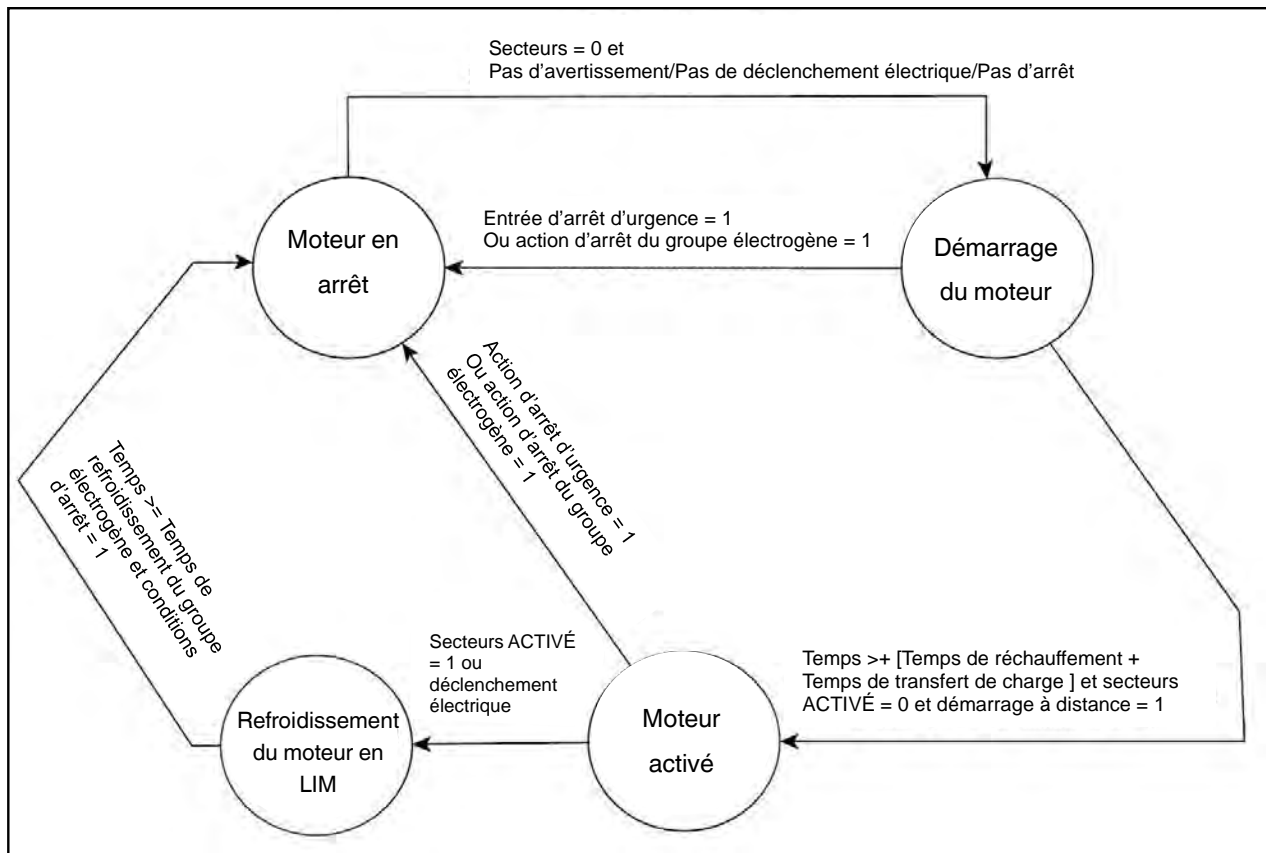 Secteurs = 0 et
Pas d'avertissement/Pas de déclenchement électrique/Pas d'arrêt
Moteur en
arrêt
Entrée d'arrêt d'urgence = 1
Ou action d'arrêt du groupe électrogène = 1
Démarrage
du moteur
Action d'arrêt d'urgence = 1
Ou action d'arrêt du groupe
électrogène = 1
Temps >= Temps de
refroidissement du groupe
électrogène et conditions
d'arrêt = 1
Secteurs ACTIVÉ
= 1 ou
déclenchement
électrique
Temps >+ [Temps de réchauffement +
Temps de transfert de charge ] et secteurs
ACTIVÉ = 0 et démarrage à distance = 1
Refroidissement
du moteur en
LIM
Moteur
activé